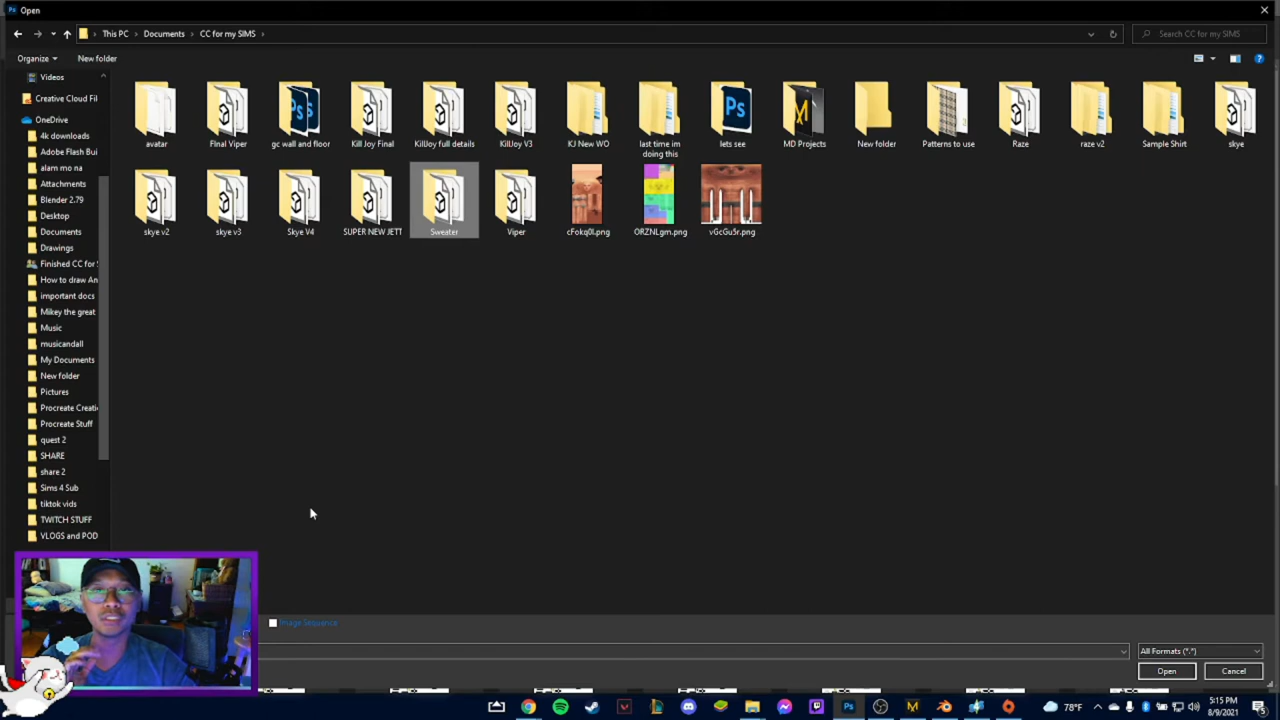 Ps Open
This PC > Documents > CC for my SIMS >
Search CC for my SIMS
Organize
New folder
Videos
Creative Cloud Fil
OneDrive
4k downloads
Adobe Flash Bui
alam mo na
Attachments
Blender 2.79
Desktop
Documents
Drawings
Finished CC for S
How to draw An
important docs
Mikey the great
Music
musicandall
My Documents
New folder
Pictures
Procreate Creati
Procreate Stuff
quest 2
SHARE
share 2
Sims 4 Sub
tiktok vids
TWITCH STUFF
VLOGS and POD
avatar
FInal Viper
gc wall and floor
Kill Joy Final
KillJoy full details
KillJoy V3
KJ New WO
last time im
doing this
lets see
MD Projects
New folder
Patterns to use
Raze
raze v2
Sample Shirt
skye
skye v2
skye v3
Skye V4
SUPER NEW JETT
Sweater
Viper
cFokq0l.png
ORZNLgm.png
vGcGu5r.png
Image Sequence
All Formats (*.*)
Open
Cancel
78°F
5:15 PM
8/9/2021